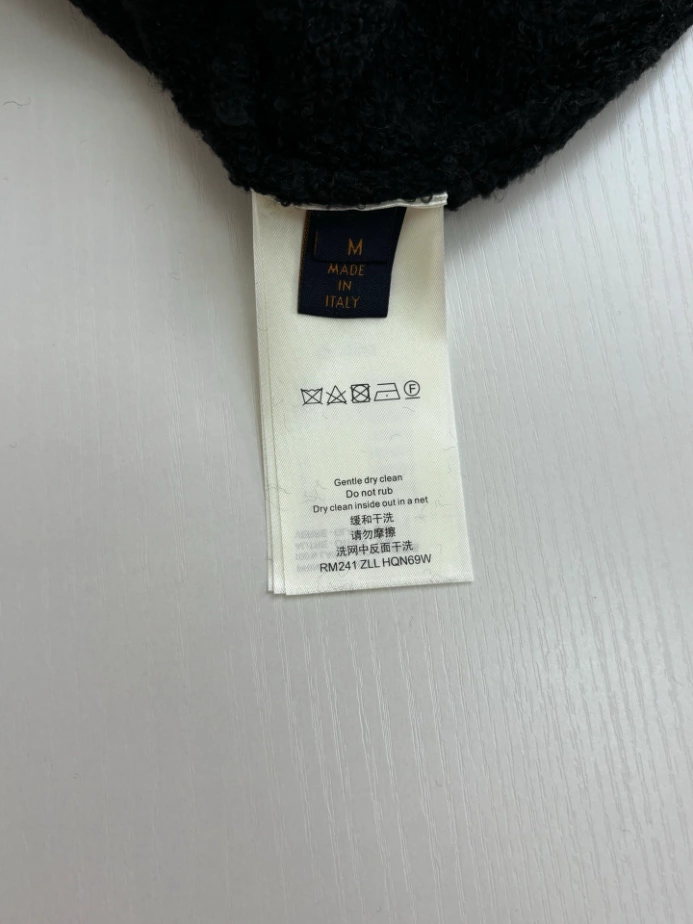 M
MADE
IN
ITALY
F
Gentle dry clean
Do not rub
Dry clean inside out in a net
缓和干洗
请勿摩擦
洗网中反面干洗
RM241 ZLL HQN69W